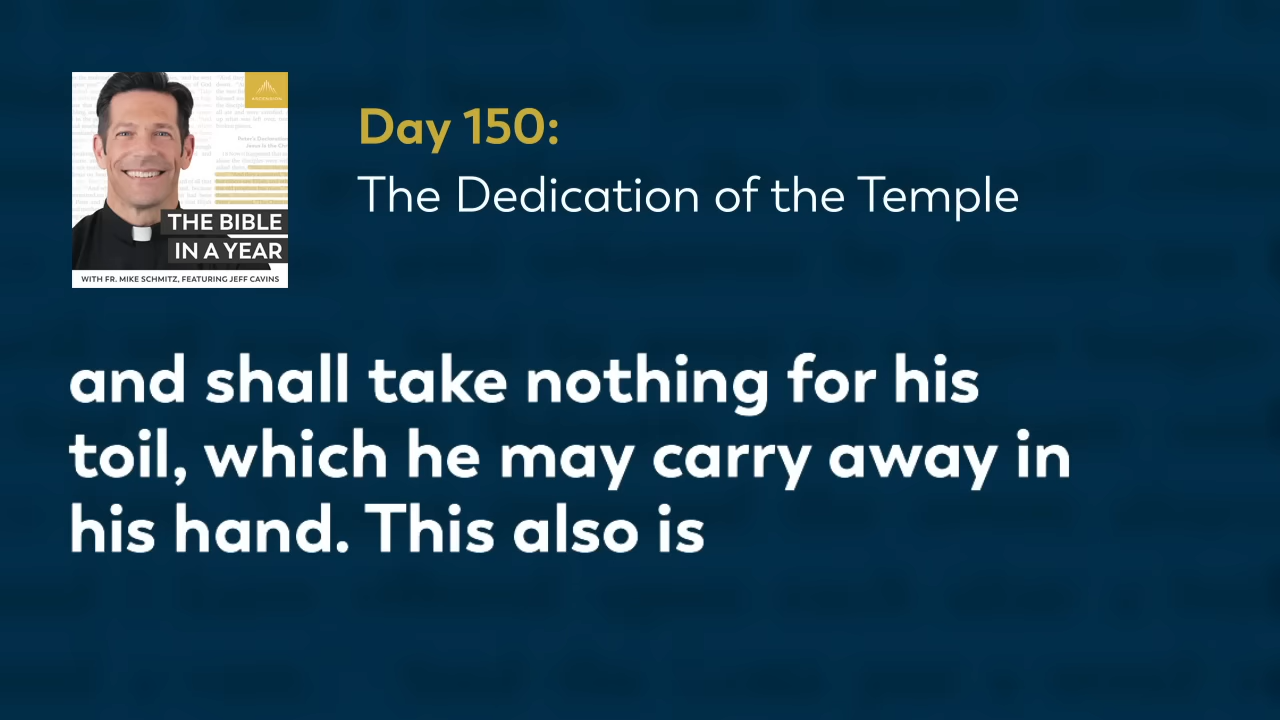 THE BIBLE
IN A YEAR
WITH FR. MIKE SCHMITZ, FEATURING JEFF CAVINS
Day 150:
The Dedication of the Temple
and shall take nothing for his
toil, which he may carry away in
his hand. This also is